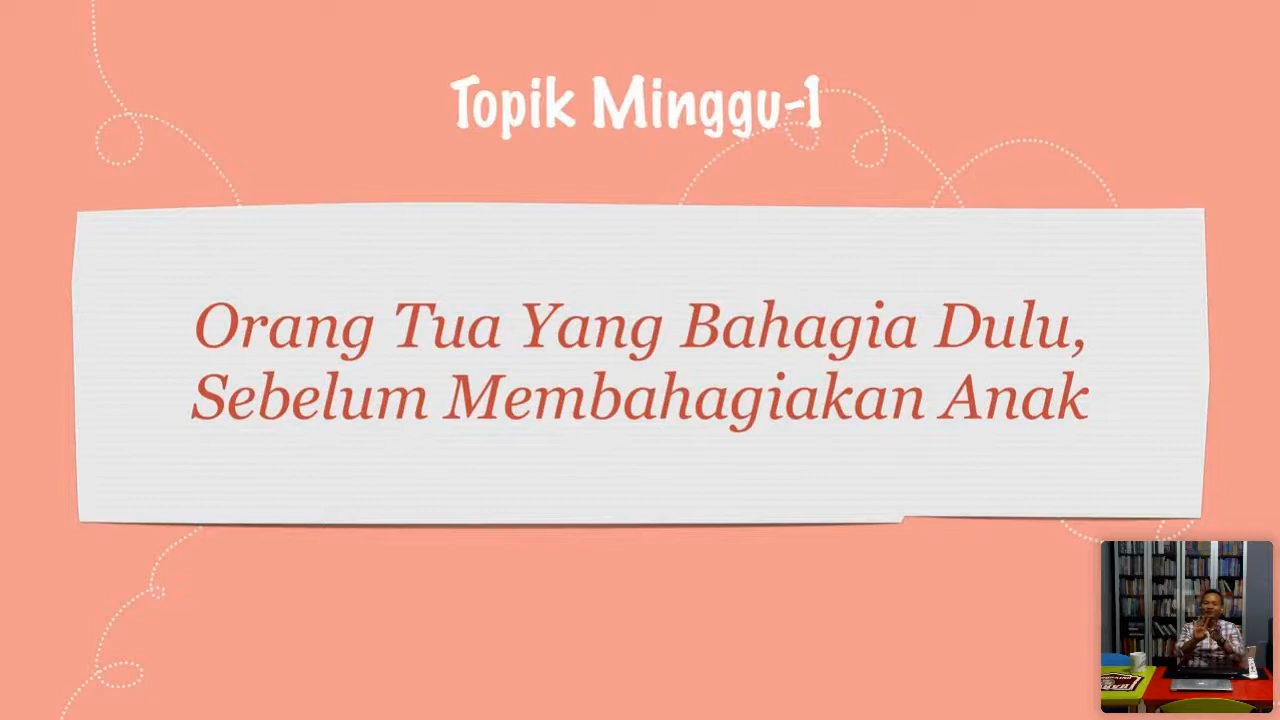 Topik Minggu-1
Orang Tua Yang Bahagia Dulu,
Sebelum Membahagiakan Anak